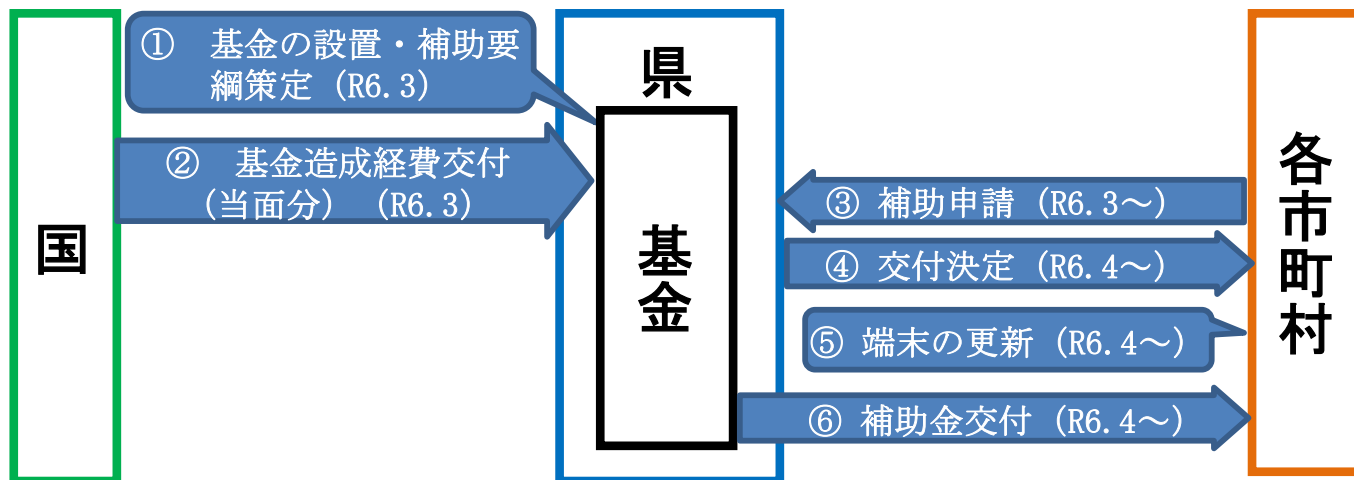 国
① 基金の設置・補助要
綱策定（R6.3）
② 基金造成経費交付
（当面分）（R6.3）
県
基金
③ 補助申請（R6.3～）
④ 交付決定（R6.4～）
⑤ 端末の更新（R6.4～）
⑥ 補助金交付（R6.4～）
各市町村